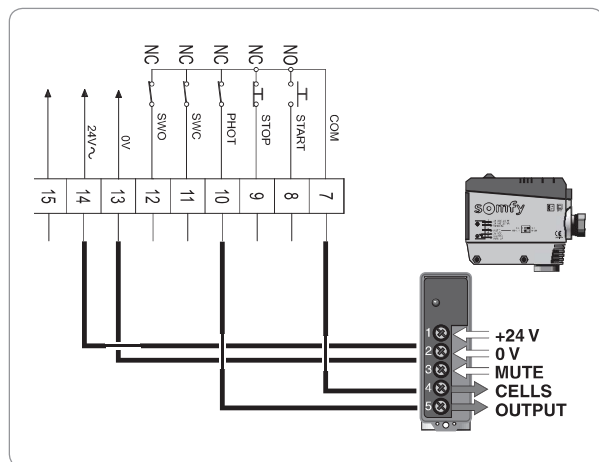 NC NC NC NC NO
SWO SWC PHOT STOP START COM
24V~ 0V
15 14 13 12 11 10 9 8 7
somfy
1 +24 V
2 0 V
3 MUTE
4 CELLS
5 OUTPUT